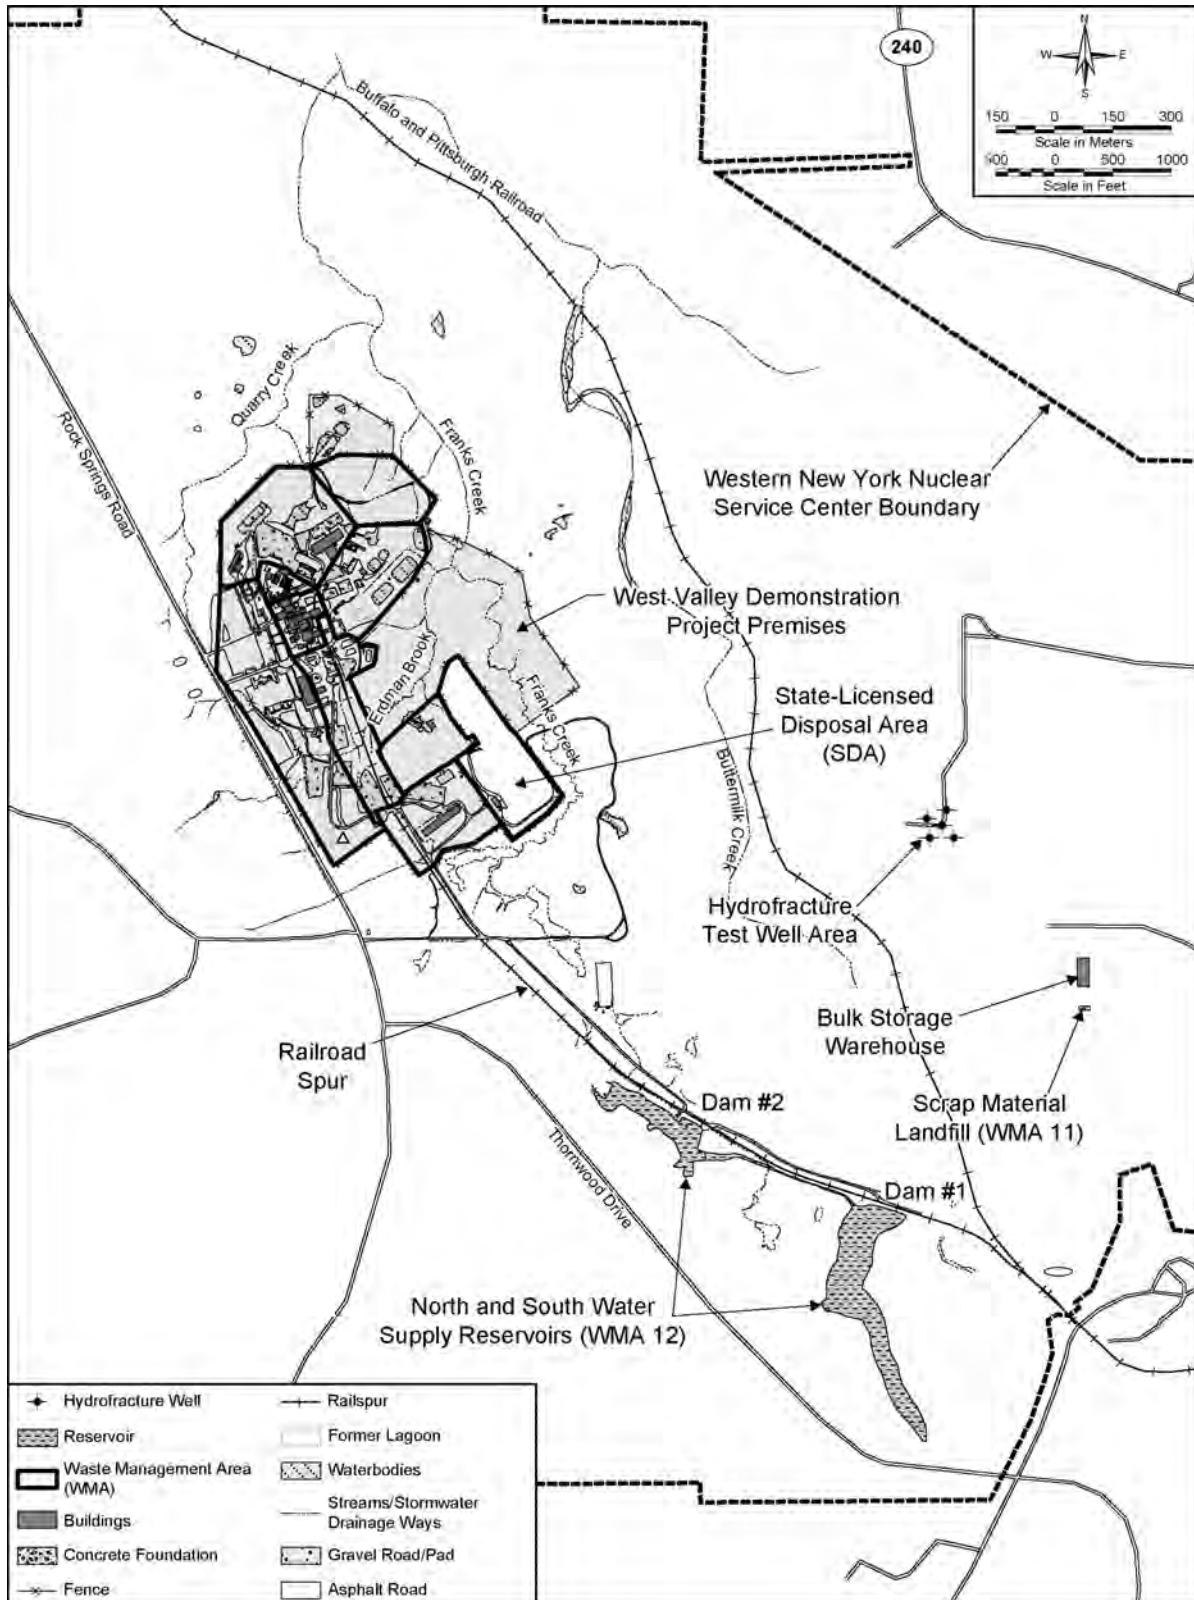 240
N
W E
S
150 0 150 300
Scale in Meters
500 0 500 1000
Scale in Feet
Buffalo and Pittsburgh Railroad
Quarry Creek
Franks Creek
Rock Springs Road
Western New York Nuclear
Service Center Boundary
West Valley Demonstration
Project Premises
Erdman Brook
Franks Creek
State-Licensed
Disposal Area
(SDA)
Buttermilk Creek
Hydrofracture
Test Well Area
Bulk Storage
Warehouse
Railroad
Spur
Scrap Material
Landfill (WMA 11)
Dam #2
Thornwood Drive
Dam #1
North and South Water
Supply Reservoirs (WMA 12)
Hydrofracture Well
Reservoir
Waste Management Area
(WMA)
Buildings
Concrete Foundation
Fence
Railspur
Former Lagoon
Waterbodies
Streams/Stormwater
Drainage Ways
Gravel Road/Pad
Asphalt Road